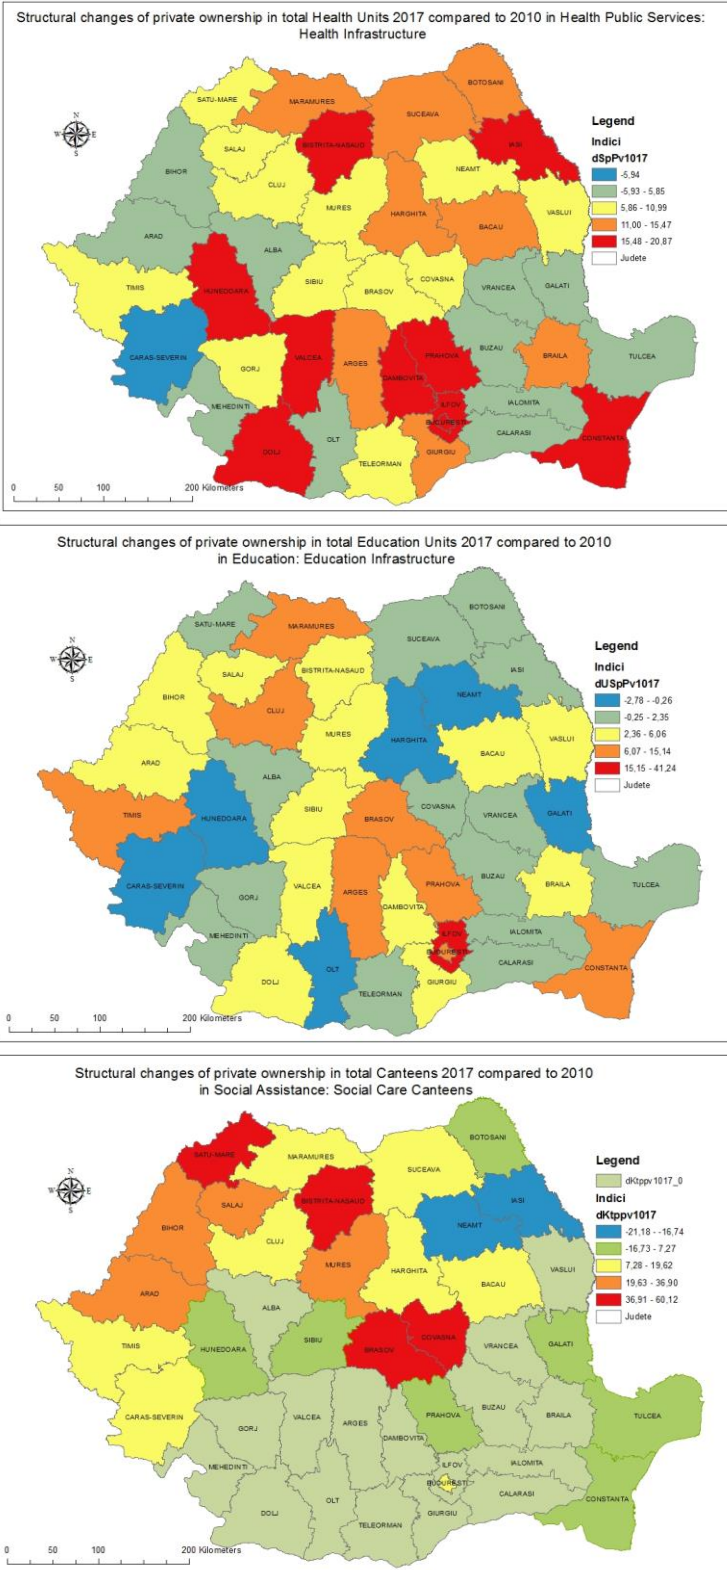 Structural changes of private ownership in total Health Units 2017 compared to 2010 in Health Public Services:
Health Infrastructure
BOTOSANI
SATU-MARE
MARAMURES
SUCEAVA
N
W E
S
Legend
Indici
dSpPv1017
-5,94
-5,93 - 5,85
5,86 - 10,99
11,00 - 15,47
15,48 - 20,87
Judete
SALAJ
BISTRITA-NASAUD
IASI
BIHOR
CLUJ
NEAMT
MURES
HARGHITA
VASLUI
BACAU
ARAD
ALBA
TIMIS
HUNEDOARA
SIBIU
BRASOV
COVASNA
VRANCEA
GALATI
CARAS-SEVERIN
GORJ
VALCEA
ARGES
DAMBOVITA
PRAHOVA
BUZAU
BRAILA
TULCEA
MEHEDINTI
ILFOV
IALOMITA
BUCURESTI
CALARASI
CONSTANTA
DOLJ
OLT
TELEORMAN
GIURGIU
0 50 100 200 Kilometers
Structural changes of private ownership in total Education Units 2017 compared to 2010
in Education: Education Infrastructure
BOTOSANI
SATU-MARE
MARAMURES
SUCEAVA
N
W E
S
Legend
Indici
dUSpPv1017
-2,78 - -0,26
-0,25 - 2,35
2,36 - 6,06
6,07 - 15,14
15,15 - 41,24
Judete
SALAJ
BISTRITA-NASAUD
IASI
BIHOR
CLUJ
NEAMT
MURES
HARGHITA
VASLUI
BACAU
ARAD
ALBA
TIMIS
HUNEDOARA
SIBIU
BRASOV
COVASNA
VRANCEA
GALATI
CARAS-SEVERIN
GORJ
VALCEA
ARGES
DAMBOVITA
PRAHOVA
BUZAU
BRAILA
TULCEA
MEHEDINTI
ILFOV
IALOMITA
BUCURESTI
CALARASI
CONSTANTA
DOLJ
OLT
TELEORMAN
GIURGIU
0 50 100 200 Kilometers
Structural changes of private ownership in total Canteens 2017 compared to 2010
in Social Assistance: Social Care Canteens
BOTOSANI
SATU-MARE
MARAMURES
SUCEAVA
N
W E
S
Legend
dKtppv1017_0
Indici
dKtppv1017
-21,18 - -16,74
-16,73 - 7,27
7,28 - 19,62
19,63 - 36,90
36,91 - 60,12
Judete
SALAJ
BISTRITA-NASAUD
IASI
BIHOR
CLUJ
NEAMT
MURES
HARGHITA
VASLUI
BACAU
ARAD
ALBA
TIMIS
HUNEDOARA
SIBIU
BRASOV
COVASNA
VRANCEA
GALATI
CARAS-SEVERIN
GORJ
VALCEA
ARGES
DAMBOVITA
PRAHOVA
BUZAU
BRAILA
TULCEA
MEHEDINTI
ILFOV
IALOMITA
BUCURESTI
CALARASI
CONSTANTA
DOLJ
OLT
TELEORMAN
GIURGIU
0 50 100 200 Kilometers